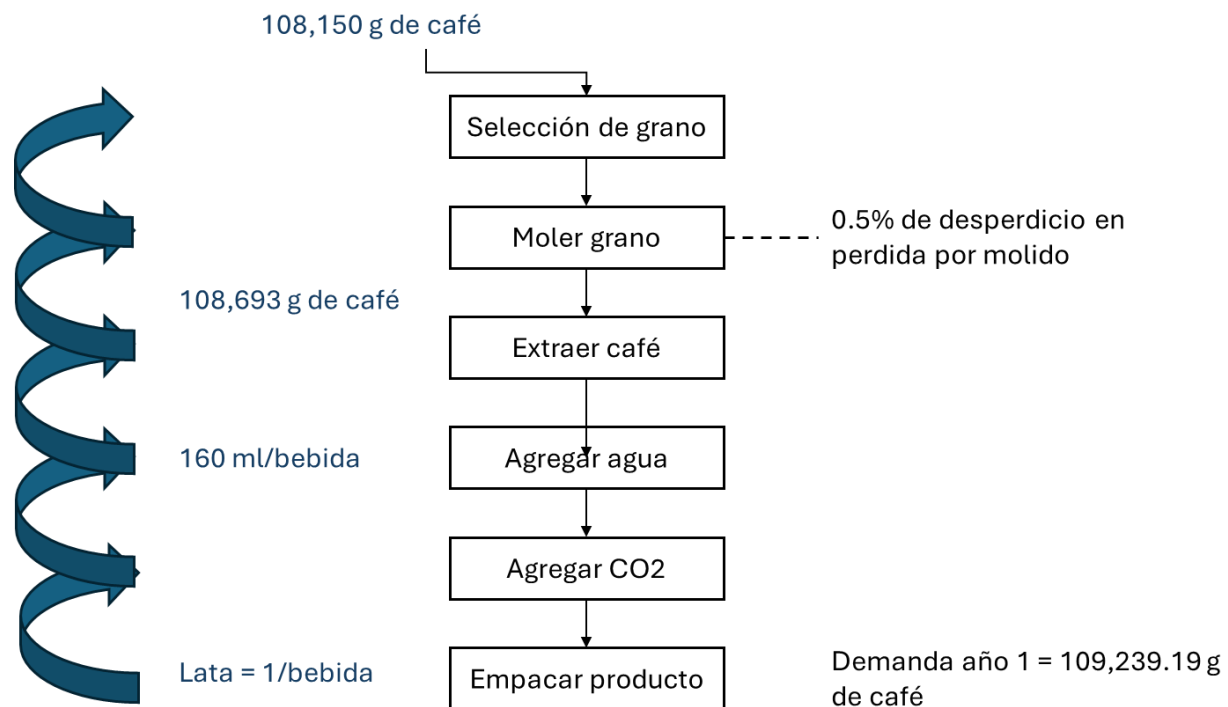 108,150 g de café
Selección de grano
Moler grano
0.5% de desperdicio en
perdida por molido
108,693 g de café
Extraer café
160 ml/bebida
Agregar agua
Agregar CO2
Lata = 1/bebida
Empacar producto
Demanda año 1 = 109,239.19 g
de café